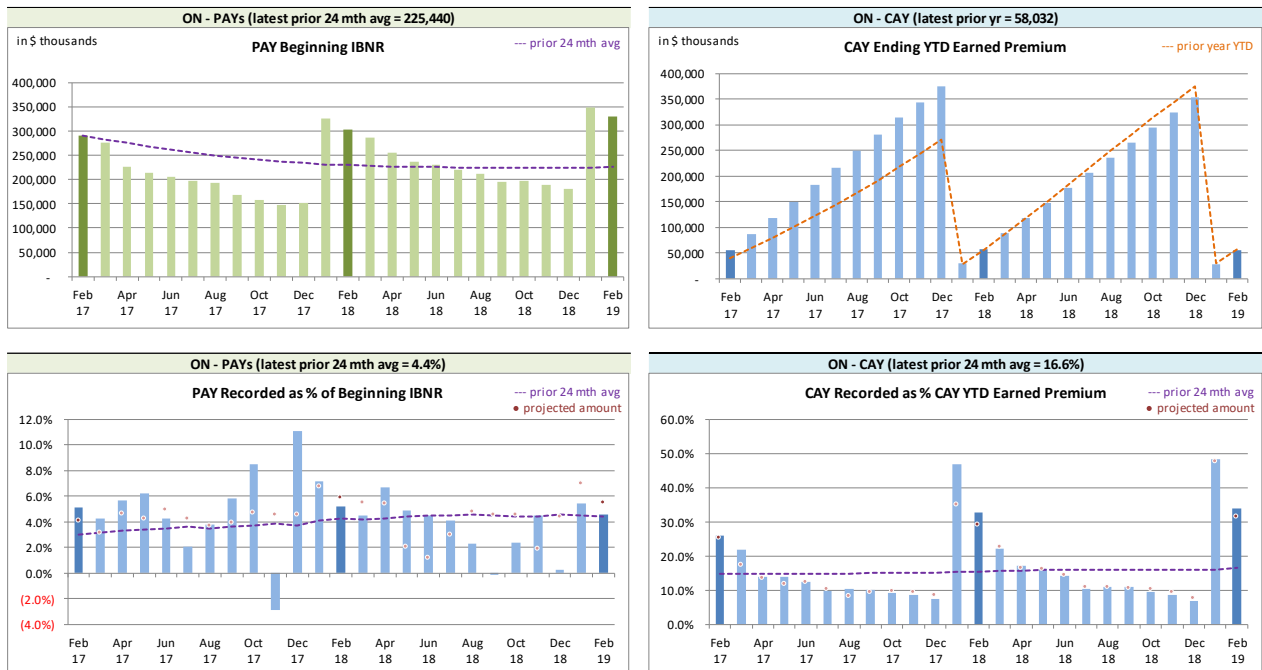 ON - PAYs (latest prior 24 mth avg = 225,440)
in $ thousands
PAY Beginning IBNR
--- prior 24 mth avg
400,000
350,000
300,000
250,000
200,000
150,000
100,000
50,000
-
Feb Apr Jun Aug Oct Dec Feb Apr Jun Aug Oct Dec Feb
17 17 17 17 17 17 18 18 18 18 18 18 19
ON - CAY (latest prior yr = 58,032)
in $ thousands
CAY Ending YTD Earned Premium
--- prior year YTD
400,000
350,000
300,000
250,000
200,000
150,000
100,000
50,000
-
Feb Apr Jun Aug Oct Dec Feb Apr Jun Aug Oct Dec Feb
17 17 17 17 17 17 18 18 18 18 18 18 19
ON - PAYs (latest prior 24 mth avg = 4.4%)
PAY Recorded as % of Beginning IBNR
--- prior 24 mth avg
• projected amount
12.0%
10.0%
8.0%
6.0%
4.0%
2.0%
0.0%
(2.0%)
(4.0%)
Feb Apr Jun Aug Oct Dec Feb Apr Jun Aug Oct Dec Feb
17 17 17 17 17 17 18 18 18 18 18 18 19
ON - CAY (latest prior 24 mth avg = 16.6%)
CAY Recorded as % CAY YTD Earned Premium
--- prior 24 mth avg
• projected amount
60.0%
50.0%
40.0%
30.0%
20.0%
10.0%
0.0%
Feb Apr Jun Aug Oct Dec Feb Apr Jun Aug Oct Dec Feb
17 17 17 17 17 17 18 18 18 18 18 18 19